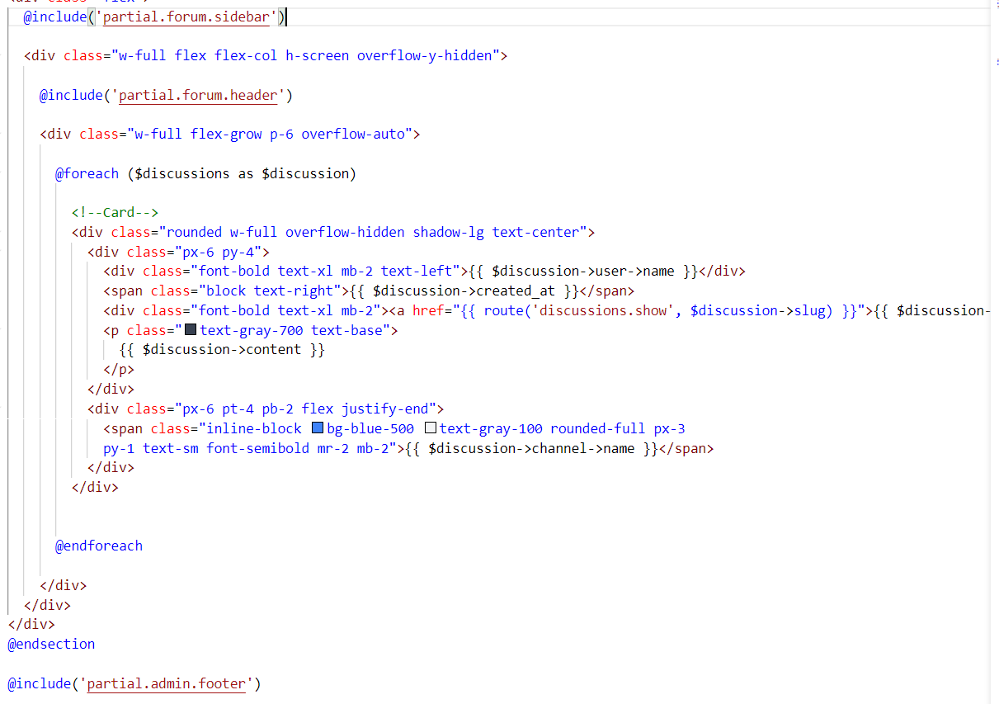 @include('partial.forum.sidebar')
<div class="w-full flex flex-col h-screen overflow-y-hidden">
@include('partial.forum.header')
<div class="w-full flex-grow p-6 overflow-auto">
@foreach ($discussions as $discussion)
<!--Card-->
<div class="rounded w-full overflow-hidden shadow-lg text-center">
<div class="px-6 py-4">
<div class="font-bold text-xl mb-2 text-left">{{ $discussion->user->name }}</div>
<span class="block text-right">{{ $discussion->created_at }}</span>
<div class="font-bold text-xl mb-2"><a href="{{ route('discussions.show', $discussion->slug) }}">{{ $discussion-
<p class="text-gray-700 text-base">
{{ $discussion->content }}
</p>
</div>
<div class="px-6 pt-4 pb-2 flex justify-end">
<span class="inline-block bg-blue-500 text-gray-100 rounded-full px-3
py-1 text-sm font-semibold mr-2 mb-2">{{ $discussion->channel->name }}</span>
</div>
</div>
@endforeach
</div>
</div>
</div>
@endsection
@include('partial.admin.footer')